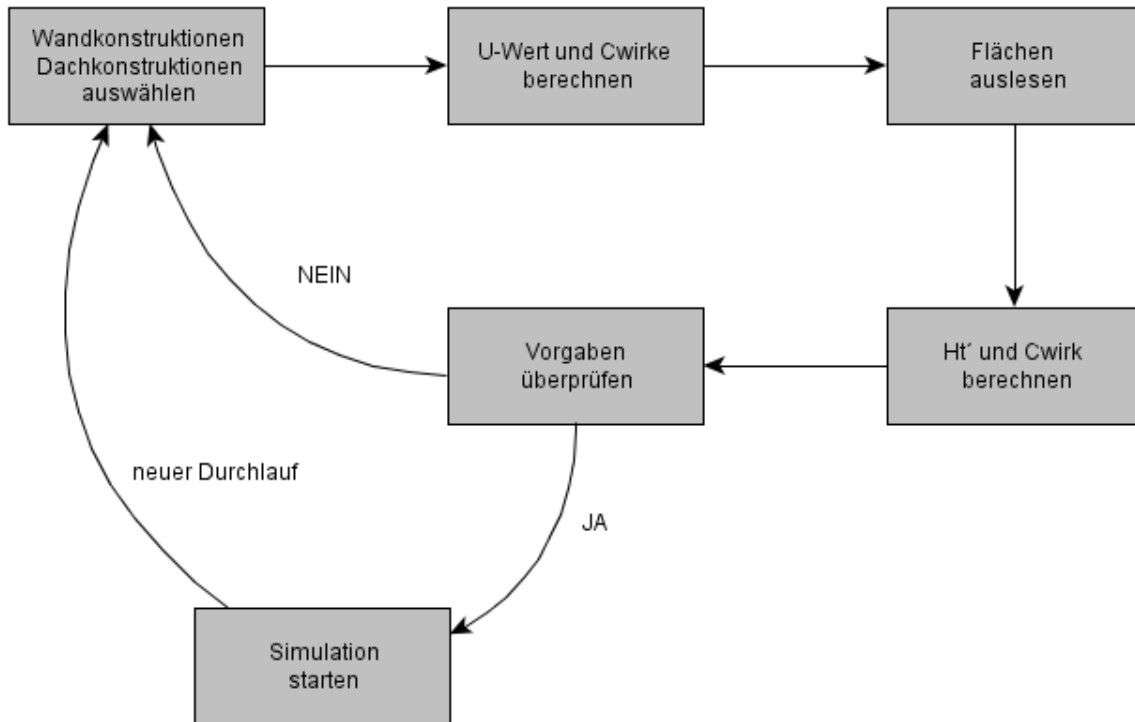 Wandkonstruktionen
Dachkonstruktionen
auswählen
U-Wert und Cwirke
berechnen
Flächen
auslesen
NEIN
Vorgaben
überprüfen
Ht´ und Cwirk
berechnen
neuer Durchlauf
JA
Simulation
starten